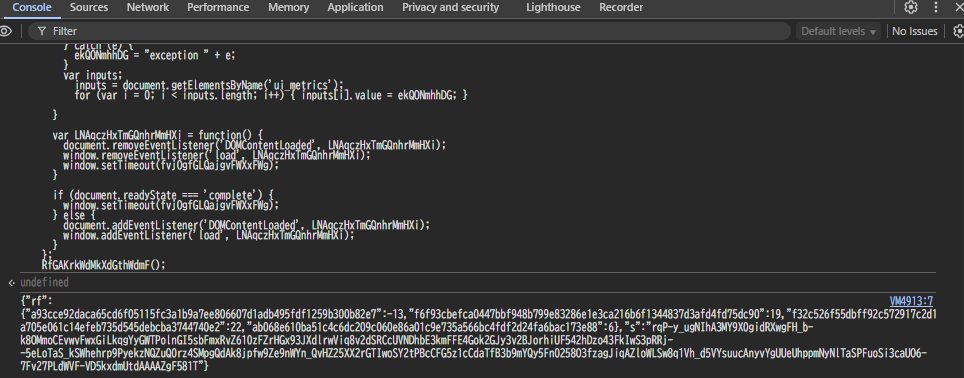 Console Sources Network Performance Memory Application Privacy and security Lighthouse Recorder
Filter Default levels No Issues
} catch (e) {
ekQONmhhDG = "exception " + e;
}
var inputs;
inputs = document.getElementsByName('ui_metrics');
for (var i = 0; i < inputs.length; i++) { inputs[i].value = ekQONmhhDG; }
}
var LNAqczHxTmGQnhrMmHXi = function() {
document.removeEventListener('DOMContentLoaded', LNAqczHxTmGQnhrMmHXi);
window.removeEventListener('load', LNAqczHxTmGQnhrMmHXi);
window.setTimeout(fvjOgfGLQajgvFWXxFWg);
}
if (document.readyState === 'complete') {
window.setTimeout(fvjOgfGLQajgvFWXxFWg);
} else {
document.addEventListener('DOMContentLoaded', LNAqczHxTmGQnhrMmHXi);
window.addEventListener('load', LNAqczHxTmGQnhrMmHXi);
}
};
RfGAKrkWdMkXdGthWdmF();
undefined
{"rf": VM4913:7
{"a93cce92daca65cd6f05115fc3a1b9a7ee806607d1adb495fdf1259b300b82e7":-13,"f6f93cbefca0447bbf948b799e83286e1e3ca216b6f1344837d3afd4fd75dc90":19,"f32c526f55dbff92c572917c2d1
a705e061c14efeb735d545debcba3744740e2":22,"ab068e610ba51c4c6dc209c060e86a01c9e735a566bc4fdf2d24fa6bac173e88":6},"s":"rqP-y_ugNIhA3MY9XOgidRXwgFH_b-
k8OMmoCEvwvFwxGiLkqgYyGWTPolnGI5sbFmxRvZ61OzFZrHGx93JXdlrwViq8v2dSRCcUVNDhbE3kmFFE4Gok2GJy3v2BJorhiUF542hDzo43FkIwS3pRRj-
-5eLoTaS_kSWhehrp9PyekzNQZuQOrz4SMpgQdAk8jpfw9Ze9nWYn_QvHZ25XX2rGTIwoSY2tPBcCFG5z1cCdaTfB3b9mYQy5FnO258O3fzagJiqAZloWLSw8q1Vh_d5VYsuucAnyvYgUUeUhppmNyNlTaSPFuoSi3caUO6-
7Fv27PLdWVF-VD5kxdmUtdAAAAZgF581T"}